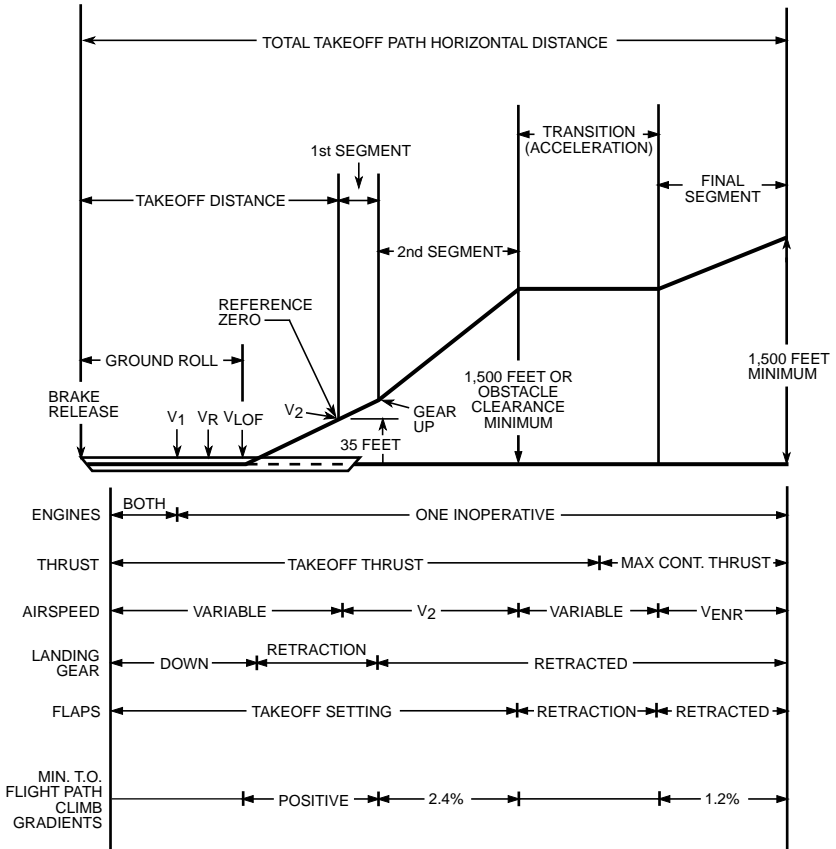 TOTAL TAKEOFF PATH HORIZONTAL DISTANCE
TRANSITION
(ACCELERATION)
1st SEGMENT
FINAL
SEGMENT
TAKEOFF DISTANCE
2nd SEGMENT
REFERENCE
ZERO
GROUND ROLL
1,500 FEET
MINIMUM
1,500 FEET OR
OBSTACLE
CLEARANCE
MINIMUM
BRAKE
RELEASE
V1
VR
VLOF
V2
GEAR
UP
35 FEET
ENGINES
BOTH
ONE INOPERATIVE
THRUST
TAKEOFF THRUST
MAX CONT. THRUST
AIRSPEED
VARIABLE
V2
VARIABLE
VENR
LANDING
GEAR
DOWN
RETRACTION
RETRACTED
FLAPS
TAKEOFF SETTING
RETRACTION
RETRACTED
MIN. T.O.
FLIGHT PATH
CLIMB
GRADIENTS
POSITIVE
2.4%
1.2%